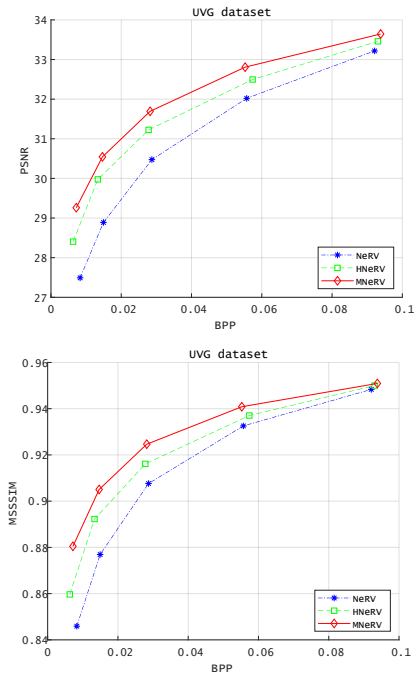 UVG dataset
34
33
32
31
30
29
28
27
PSNR
0
0.02
0.04
0.06
0.08
0.1
BPP
NeRV
HNeRV
MNeRV
UVG dataset
0.96
0.94
0.92
0.9
0.88
0.86
0.84
MSSSIM
0
0.02
0.04
0.06
0.08
0.1
BPP
NeRV
HNeRV
MNeRV